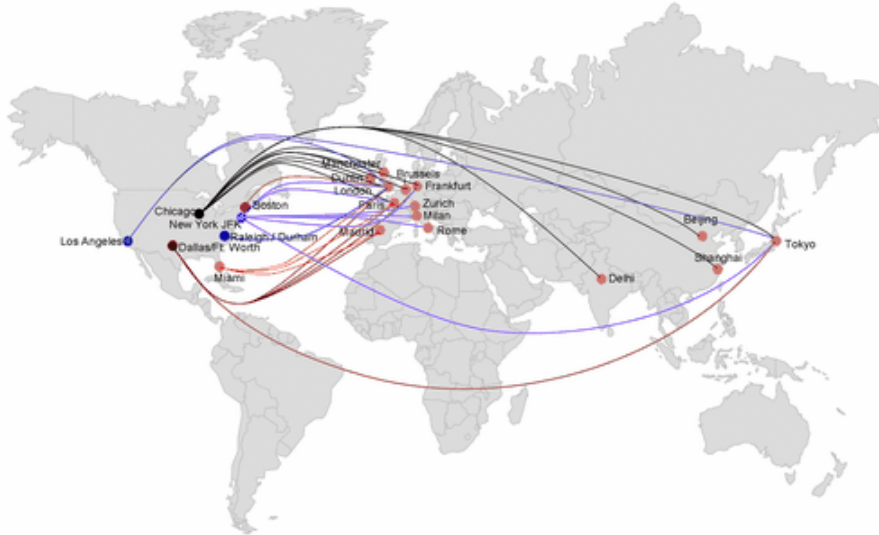 Manchester
Dublin
Brussels
London
Frankfurt
Chicago
Boston
Paris
Zurich
New York JFK
Milan
Beijing
Los Angeles
Raleigh / Durham
Madrid
Rome
Tokyo
Dallas/Ft. Worth
Shanghai
Miami
Delhi